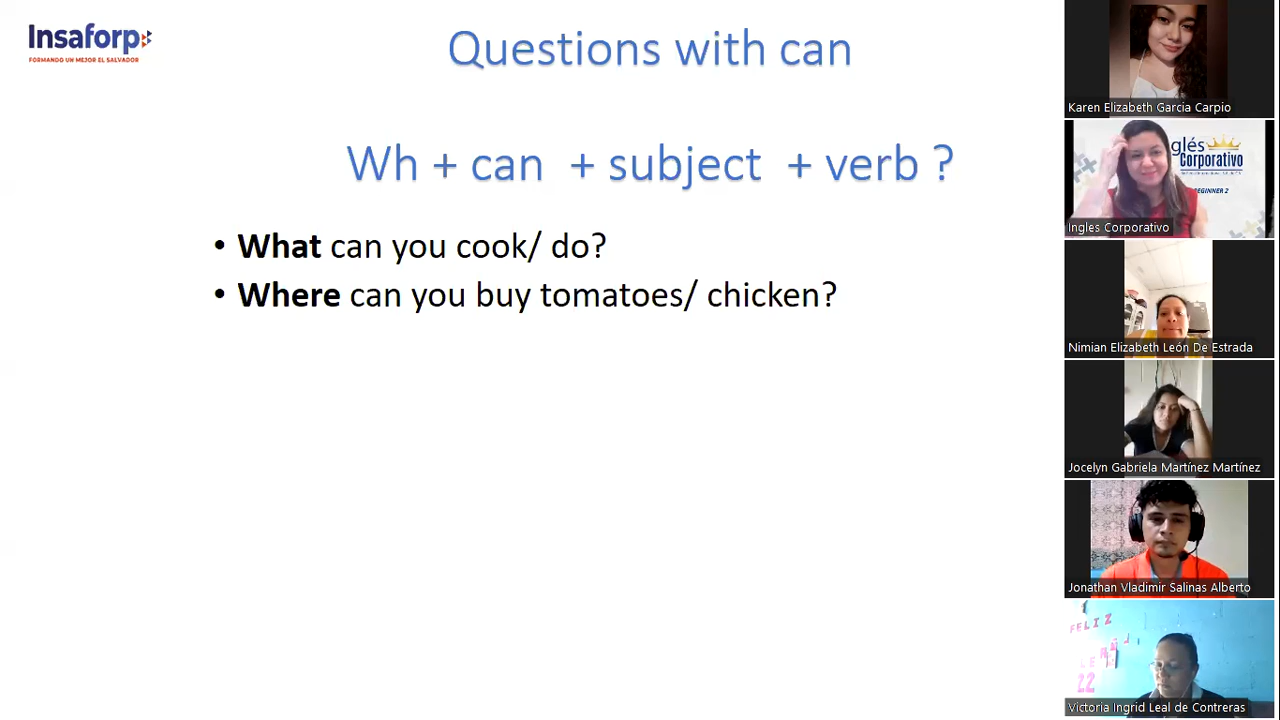 Insaforp
FORMANDO UN MEJOR EL SALVADOR
Questions with can
Wh + can + subject + verb ?
• What can you cook/ do?
• Where can you buy tomatoes/ chicken?
Karen Elizabeth Garcia Carpio
glés
Corporativo
BEGINNER 2
Ingles Corporativo
Nimian Elizabeth León De Estrada
Jocelyn Gabriela Martínez Martínez
Jonathan Vladimir Salinas Alberto
FELIZ
22
Victoria Ingrid Leal de Contreras